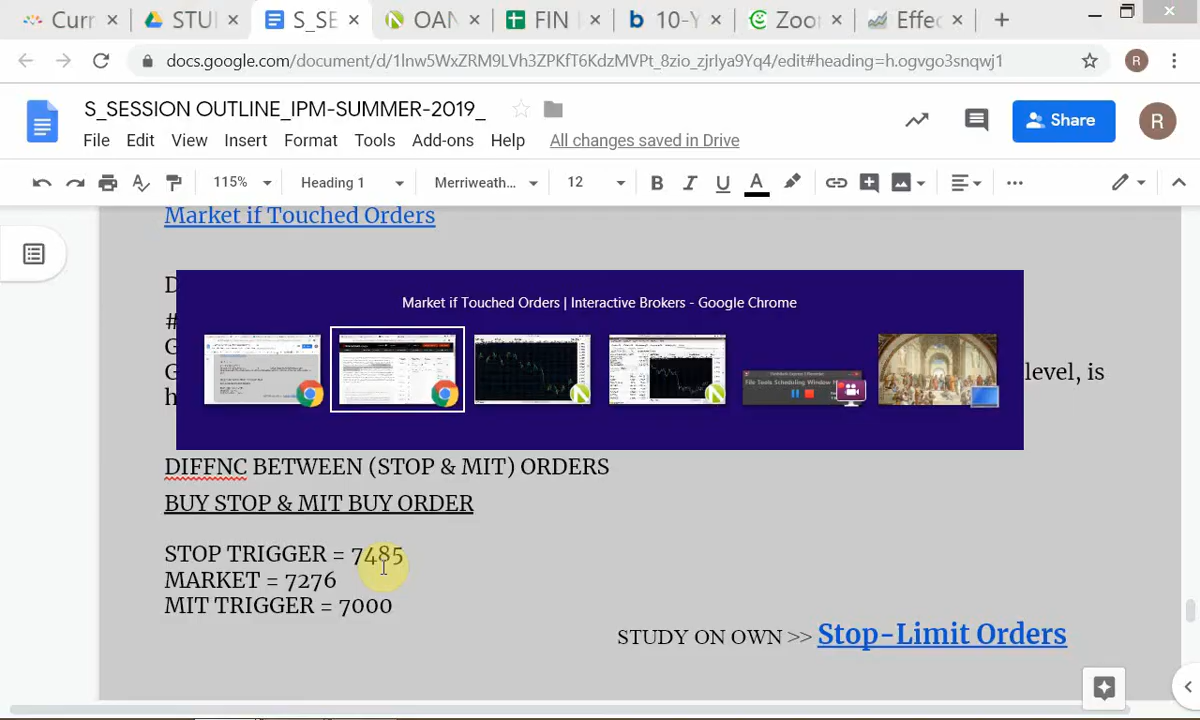 Curr
STUI
S_SE
OAN
FIN
10-Y
Zoor
Effec
docs.google.com/document/d/1lnw5WxZRM9LVh3ZPKfT6KdzMVPt_8zio_zjrlya9Yq4/edit#heading=h.ogvgo3snqwj1
R
S_SESSION OUTLINE_IPM-SUMMER-2019_
Share
R
File Edit View Insert Format Tools Add-ons Help All changes saved in Drive
115% Heading 1 Merriweath... 12 B I U A
Market if Touched Orders
D
Market if Touched Orders | Interactive Brokers - Google Chrome
#
G
G level, is
h
DIFFNC BETWEEN (STOP & MIT) ORDERS
BUY STOP & MIT BUY ORDER
STOP TRIGGER = 7485
MARKET = 7276
MIT TRIGGER = 7000
STUDY ON OWN >> Stop-Limit Orders